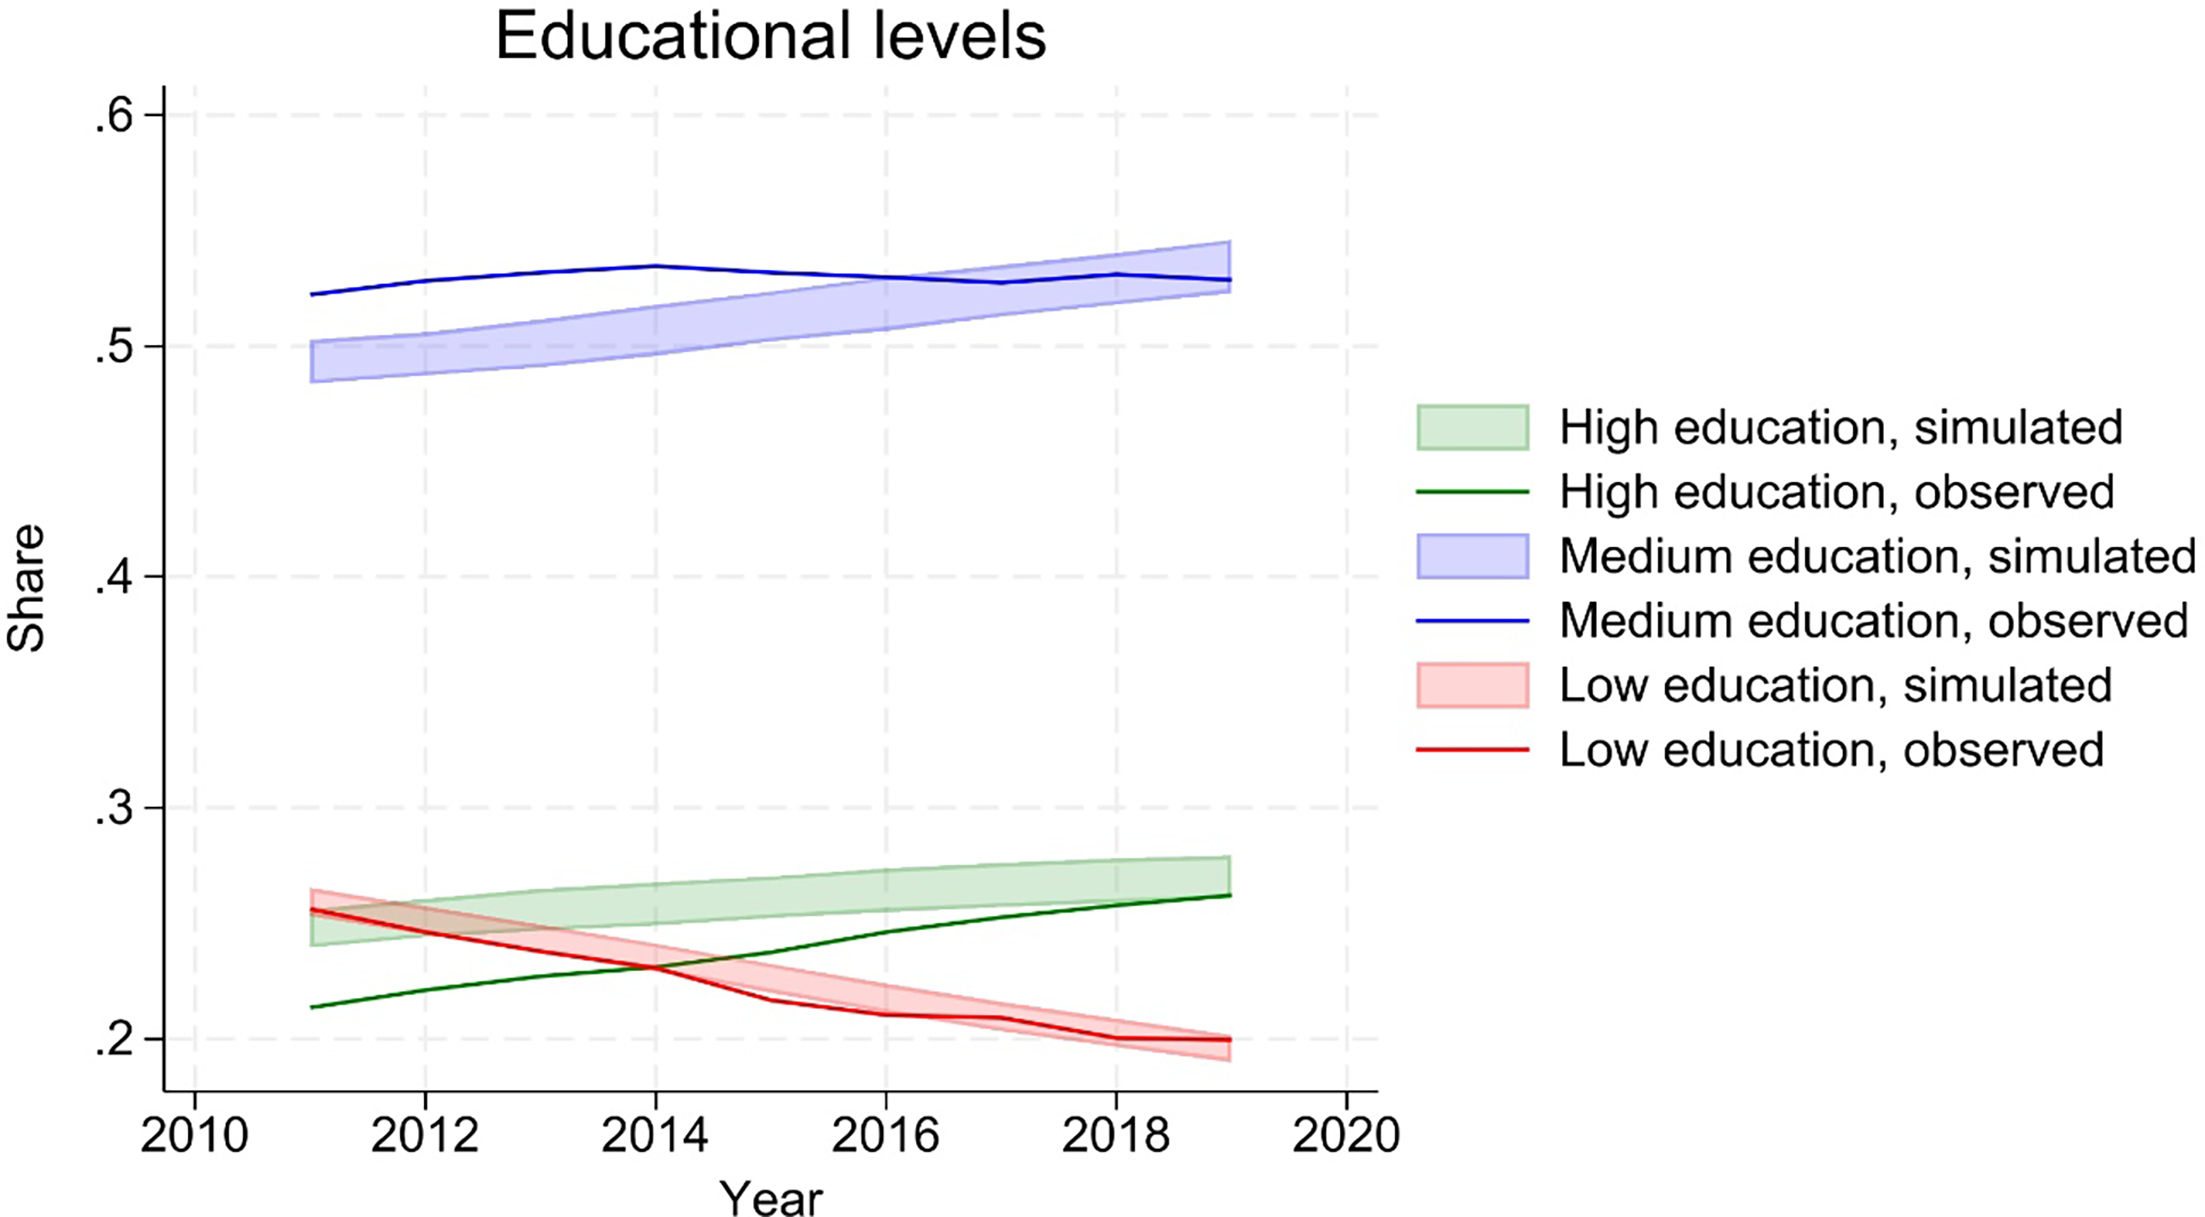 Educational levels
.6
.5
.4
.3
.2
Share
2010 2012 2014 2016 2018 2020
Year
High education, simulated
High education, observed
Medium education, simulated
Medium education, observed
Low education, simulated
Low education, observed